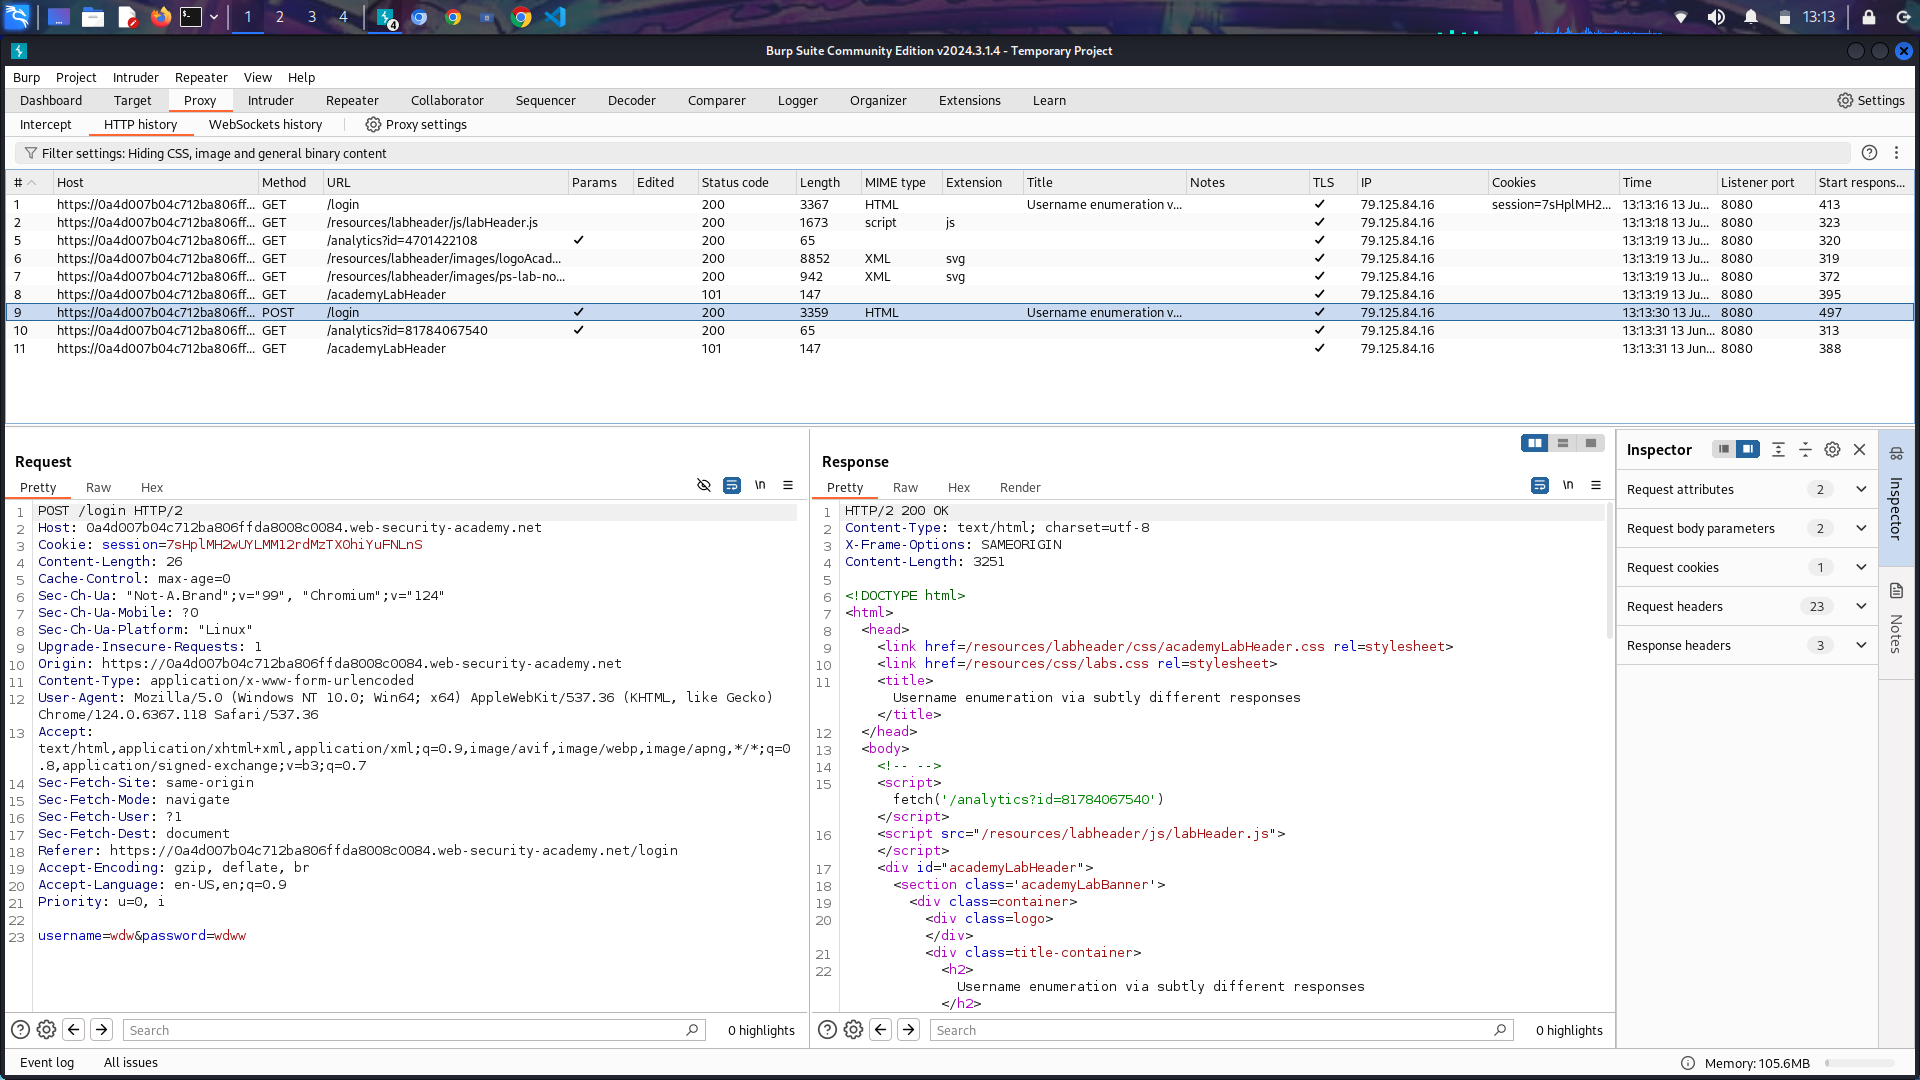 1 2 3 4 4 13:13
Burp Suite Community Edition v2024.3.1.4 - Temporary Project
Burp Project Intruder Repeater View Help
Dashboard Target Proxy Intruder Repeater Collaborator Sequencer Decoder Comparer Logger Organizer Extensions Learn Settings
Intercept HTTP history WebSockets history Proxy settings
Filter settings: Hiding CSS, image and general binary content
# Host Method URL Params Edited Status code Length MIME type Extension Title Notes TLS IP Cookies Time Listener port Start respons...
1 https://0a4d007b04c712ba806ff... GET /login 200 3367 HTML Username enumeration v... ✓ 79.125.84.16 session=7sHplMH2... 13:13:16 13 Ju... 8080 413
2 https://0a4d007b04c712ba806ff... GET /resources/labheader/js/labHeader.js 200 1673 script js ✓ 79.125.84.16 13:13:18 13 Ju... 8080 323
5 https://0a4d007b04c712ba806ff... GET /analytics?id=4701422108 ✓ 200 65 ✓ 79.125.84.16 13:13:19 13 Ju... 8080 320
6 https://0a4d007b04c712ba806ff... GET /resources/labheader/images/logoAcad... 200 8852 XML svg ✓ 79.125.84.16 13:13:19 13 Ju... 8080 319
7 https://0a4d007b04c712ba806ff... GET /resources/labheader/images/ps-lab-no... 200 942 XML svg ✓ 79.125.84.16 13:13:19 13 Ju... 8080 372
8 https://0a4d007b04c712ba806ff... GET /academyLabHeader 101 147 ✓ 79.125.84.16 13:13:19 13 Ju... 8080 395
9 https://0a4d007b04c712ba806ff... POST /login ✓ 200 3359 HTML Username enumeration v... ✓ 79.125.84.16 13:13:30 13 Ju... 8080 497
10 https://0a4d007b04c712ba806ff... GET /analytics?id=81784067540 ✓ 200 65 ✓ 79.125.84.16 13:13:31 13 Jun... 8080 313
11 https://0a4d007b04c712ba806ff... GET /academyLabHeader 101 147 ✓ 79.125.84.16 13:13:31 13 Jun... 8080 388
Request
Pretty Raw Hex \n
1 POST /login HTTP/2
2 Host: 0a4d007b04c712ba806ffda8008c0084.web-security-academy.net
3 Cookie: session=7sHplMH2wUYLMM12rdMzTX0hiYuFNLnS
4 Content-Length: 26
5 Cache-Control: max-age=0
6 Sec-Ch-Ua: "Not-A.Brand";v="99", "Chromium";v="124"
7 Sec-Ch-Ua-Mobile: ?0
8 Sec-Ch-Ua-Platform: "Linux"
9 Upgrade-Insecure-Requests: 1
10 Origin: https://0a4d007b04c712ba806ffda8008c0084.web-security-academy.net
11 Content-Type: application/x-www-form-urlencoded
12 User-Agent: Mozilla/5.0 (Windows NT 10.0; Win64; x64) AppleWebKit/537.36 (KHTML, like Gecko)
Chrome/124.0.6367.118 Safari/537.36
13 Accept:
text/html,application/xhtml+xml,application/xml;q=0.9,image/avif,image/webp,image/apng,*/*;q=0
.8,application/signed-exchange;v=b3;q=0.7
14 Sec-Fetch-Site: same-origin
15 Sec-Fetch-Mode: navigate
16 Sec-Fetch-User: ?1
17 Sec-Fetch-Dest: document
18 Referer: https://0a4d007b04c712ba806ffda8008c0084.web-security-academy.net/login
19 Accept-Encoding: gzip, deflate, br
20 Accept-Language: en-US,en;q=0.9
21 Priority: u=0, i
22
23 username=wdw&password=wdww
Search 0 highlights
Response
Pretty Raw Hex Render \n
1 HTTP/2 200 OK
2 Content-Type: text/html; charset=utf-8
3 X-Frame-Options: SAMEORIGIN
4 Content-Length: 3251
5
6 <!DOCTYPE html>
7 <html>
8 <head>
9 <link href=/resources/labheader/css/academyLabHeader.css rel=stylesheet>
10 <link href=/resources/css/labs.css rel=stylesheet>
11 <title>
Username enumeration via subtly different responses
</title>
12 </head>
13 <body>
14 <!-- -->
15 <script>
fetch('/analytics?id=81784067540')
</script>
16 <script src="/resources/labheader/js/labHeader.js">
</script>
17 <div id="academyLabHeader">
18 <section class='academyLabBanner'>
19 <div class=container>
20 <div class=logo>
</div>
21 <div class=title-container>
22 <h2>
Username enumeration via subtly different responses
</h2>
Search 0 highlights
Inspector
Request attributes 2
Request body parameters 2
Request cookies 1
Request headers 23
Response headers 3
Inspector
Notes
Event log All issues Memory: 105.6MB